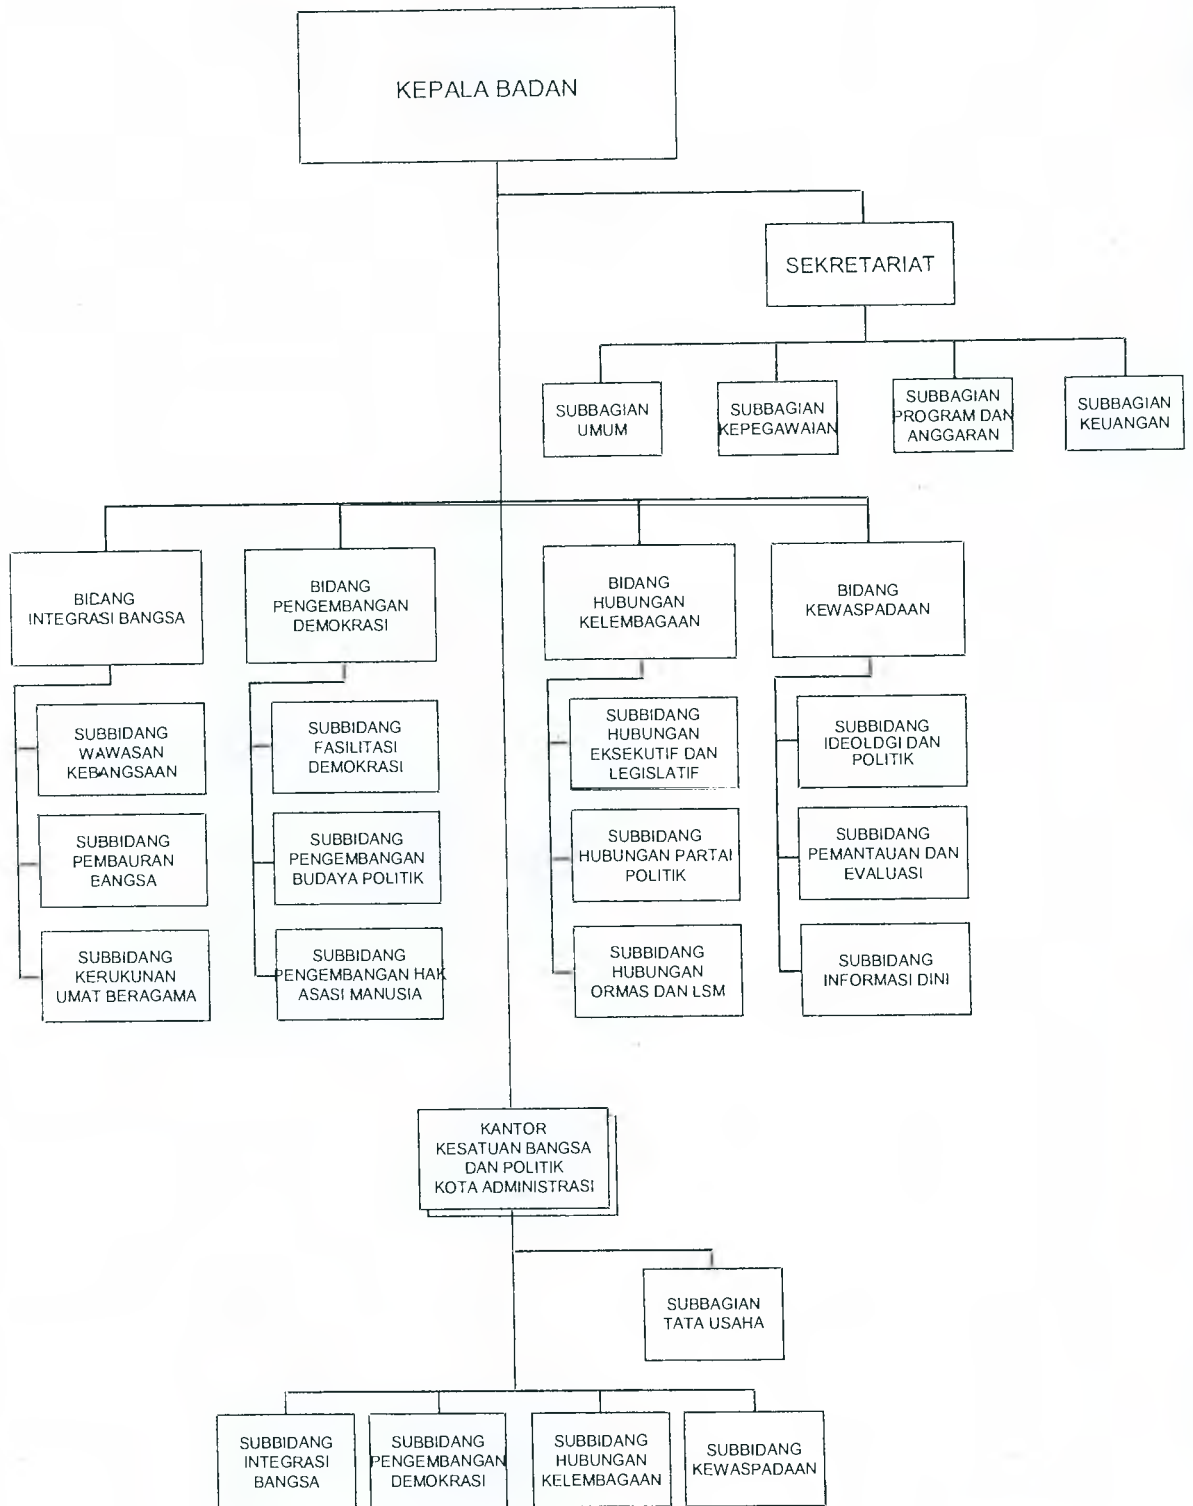 KEPALA BADAN
SEKRETARIAT
SUBBAGIAN
UMUM
SUBBAGIAN
KEPEGAWAIAN
SUBBAGIAN
PROGRAM DAN
ANGGARAN
SUBBAGIAN
KEUANGAN
BIDANG
INTEGRASI BANGSA
BIDANG
PENGEMBANGAN
DEMOKRASI
BIDANG
HUBUNGAN
KELEMBAGAAN
BIDANG
KEWASPADAAN
SUBBIDANG
WAWASAN
KEBANGSAAN
SUBBIDANG
PEMBAURAN
BANGSA
SUBBIDANG
KERUKUNAN
UMAT BERAGAMA
SUBBIDANG
FASILITASI
DEMOKRASI
SUBBIDANG
PENGEMBANGAN
BUDAYA POLITIK
SUBBIDANG
PENGEMBANGAN HAK
ASASI MANUSIA
SUBBIDANG
HUBUNGAN
EKSEKUTIF DAN
LEGISLATIF
SUBBIDANG
HUBUNGAN PARTAI
POLITIK
SUBBIDANG
HUBUNGAN
ORMAS DAN LSM
SUBBIDANG
IDEOLOGI DAN
POLITIK
SUBBIDANG
PEMANTAUAN DAN
EVALUASI
SUBBIDANG
INFORMASI DINI
KANTOR
KESATUAN BANGSA
DAN POLITIK
KOTA ADMINISTRASI
SUBBAGIAN
TATA USAHA
SUBBIDANG
INTEGRASI
BANGSA
SUBBIDANG
PENGEMBANGAN
DEMOKRASI
SUBBIDANG
HUBUNGAN
KELEMBAGAAN
SUBBIDANG
KEWASPADAAN